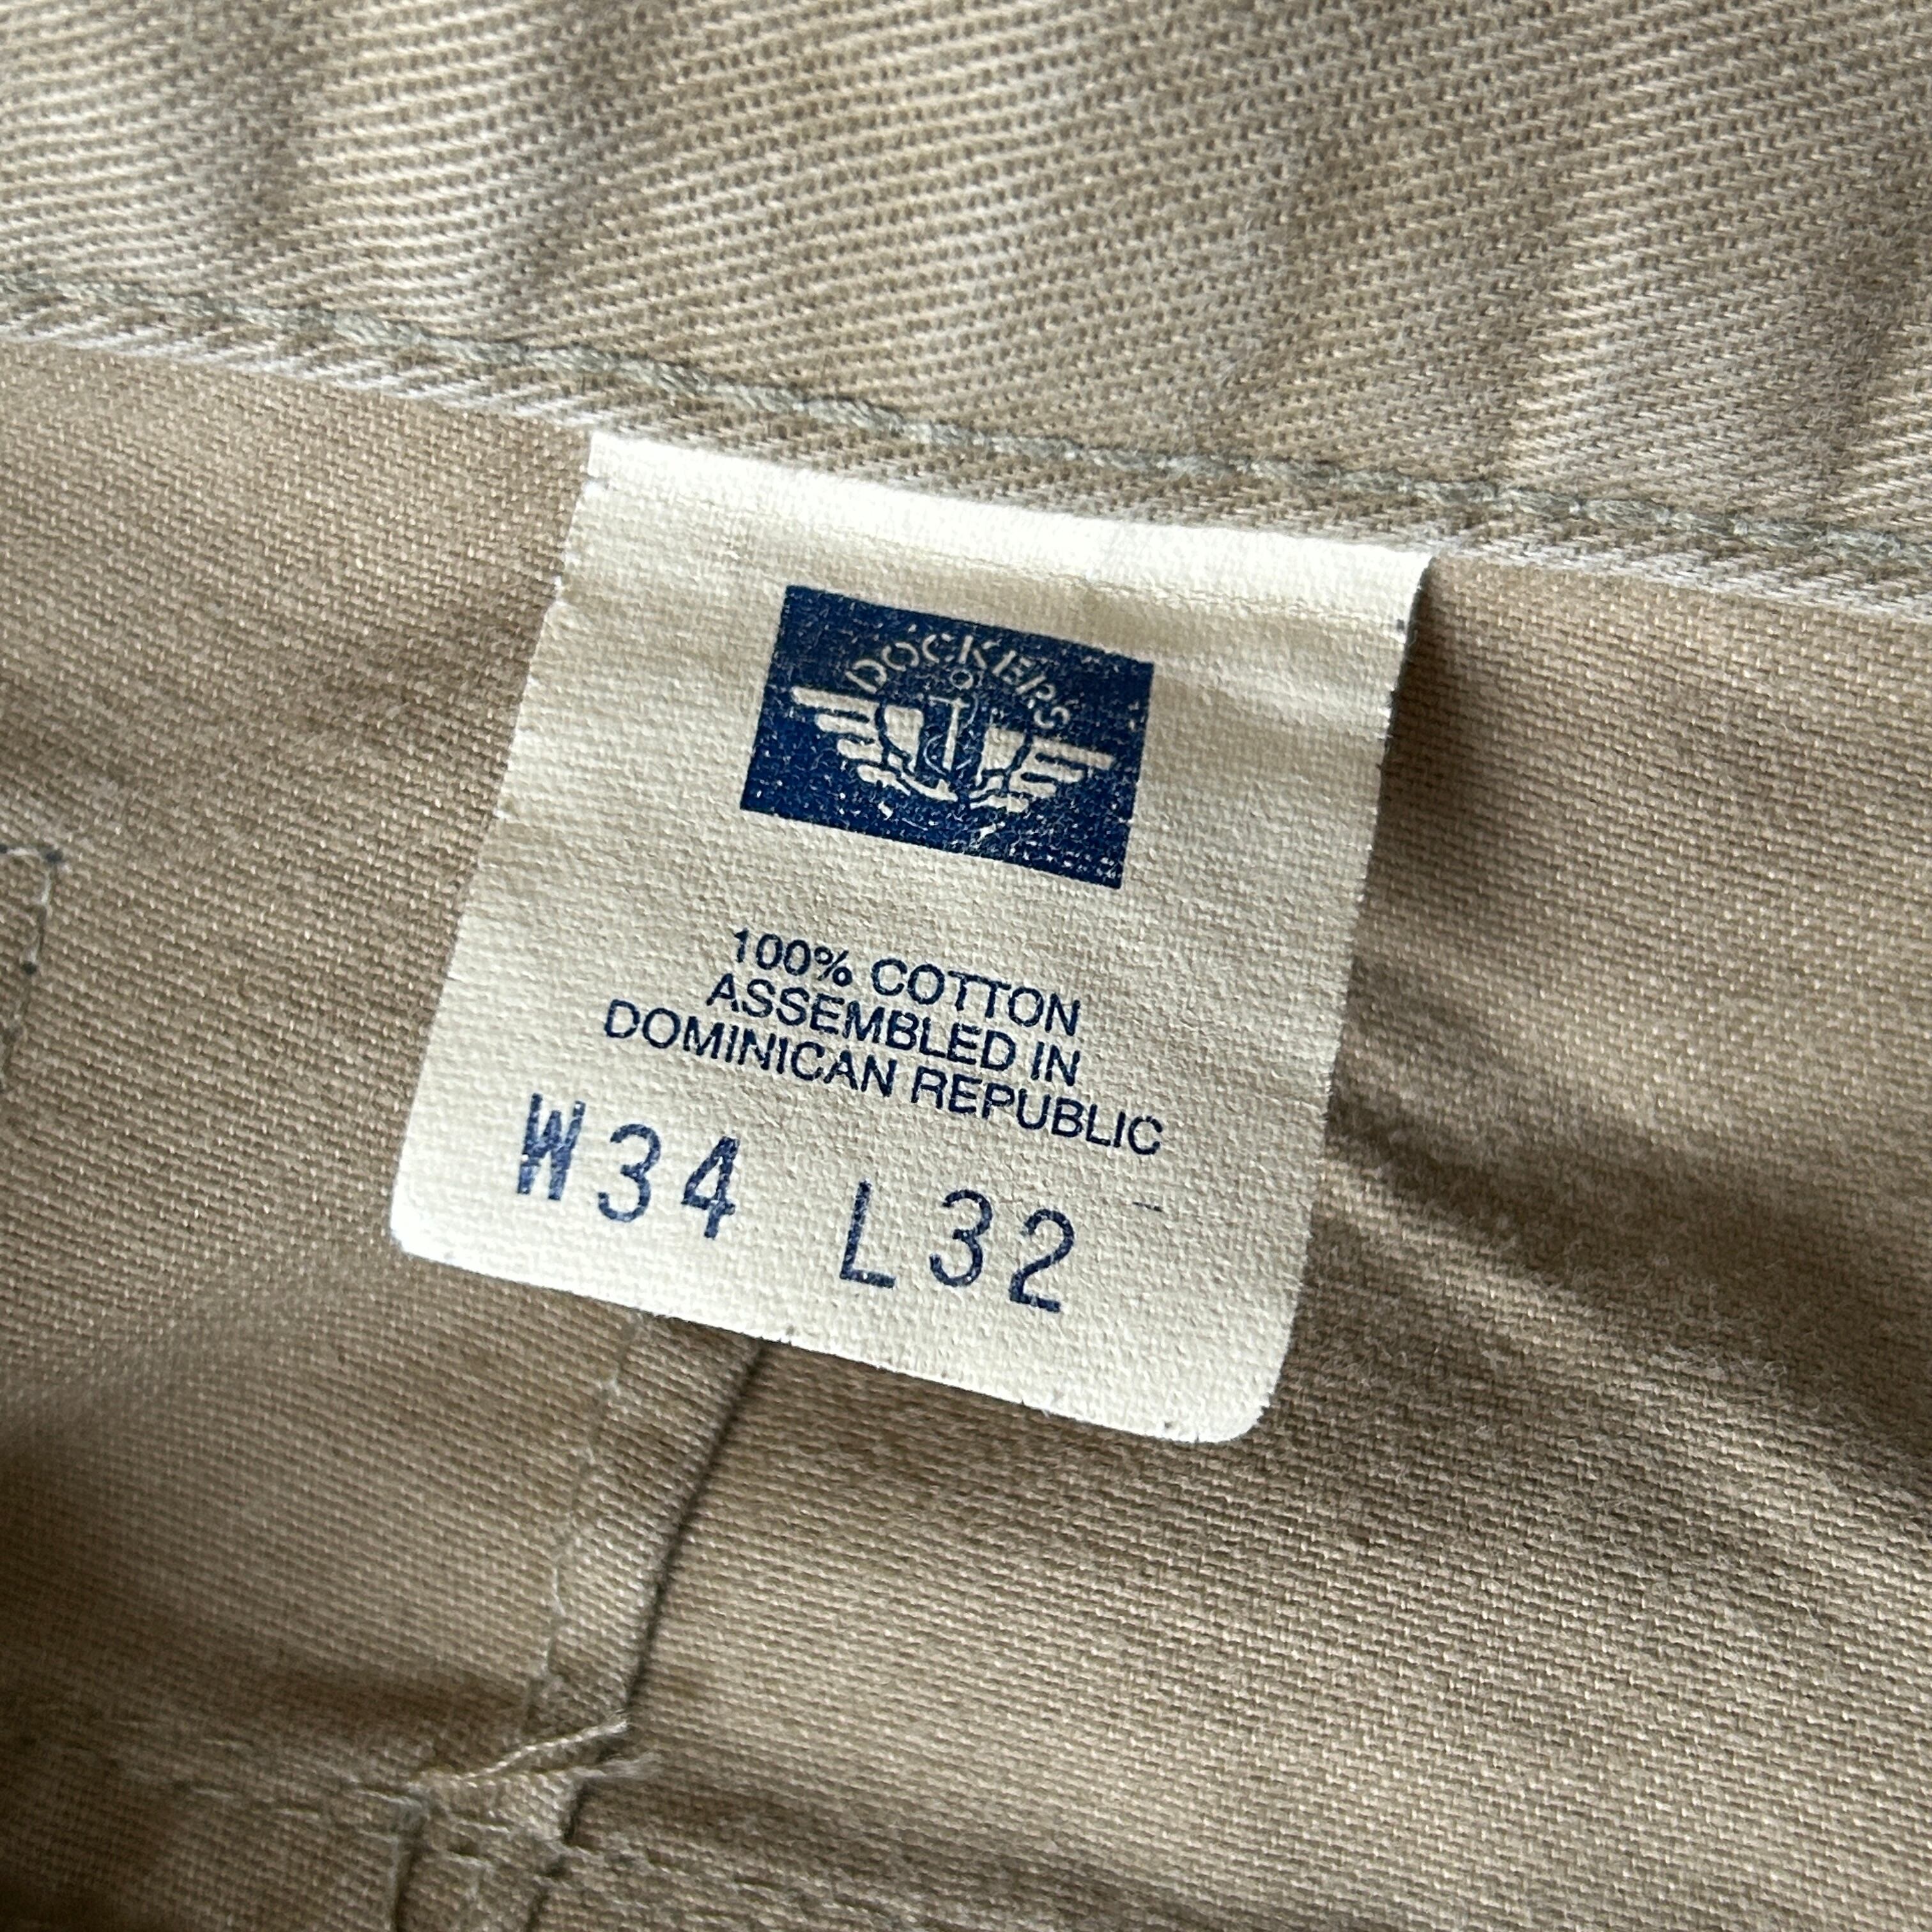 DOCKERS
100% COTTON
ASSEMBLED IN
DOMINICAN REPUBLIC
W34 L32